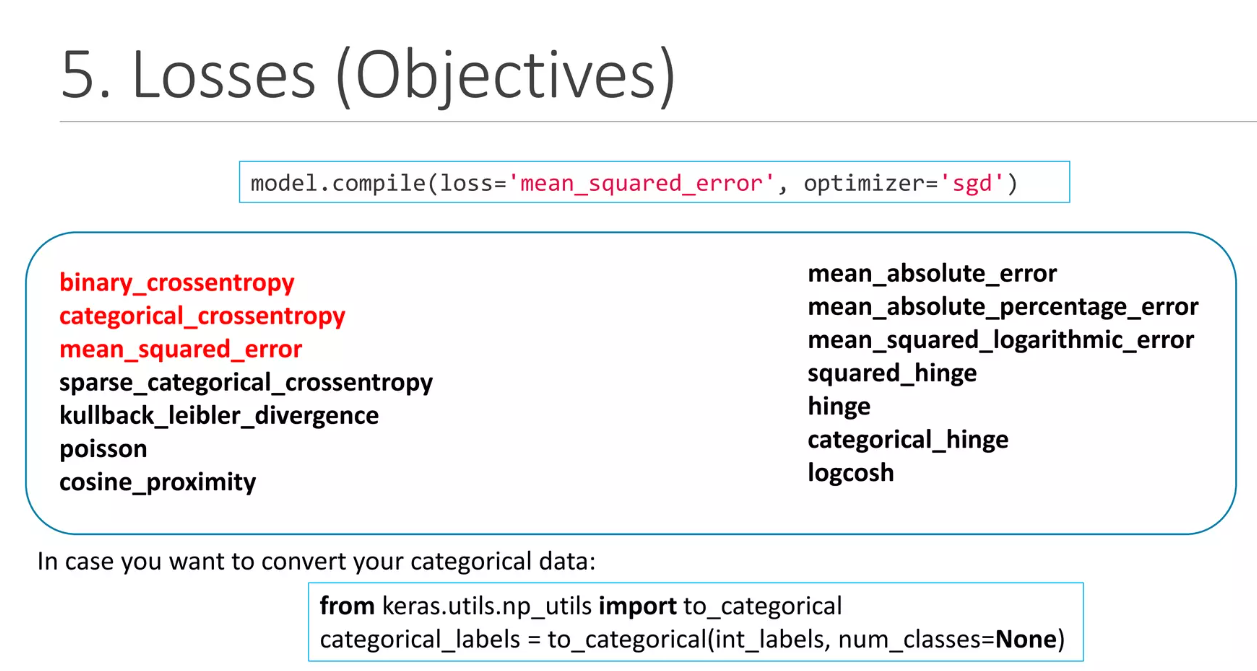 5. Losses (Objectives)
model.compile(loss='mean_squared_error', optimizer='sgd')
binary_crossentropy
categorical_crossentropy
mean_squared_error
sparse_categorical_crossentropy
kullback_leibler_divergence
poisson
cosine_proximity
mean_absolute_error
mean_absolute_percentage_error
mean_squared_logarithmic_error
squared_hinge
hinge
categorical_hinge
logcosh
In case you want to convert your categorical data:
from keras.utils.np_utils import to_categorical
categorical_labels = to_categorical(int_labels, num_classes=None)